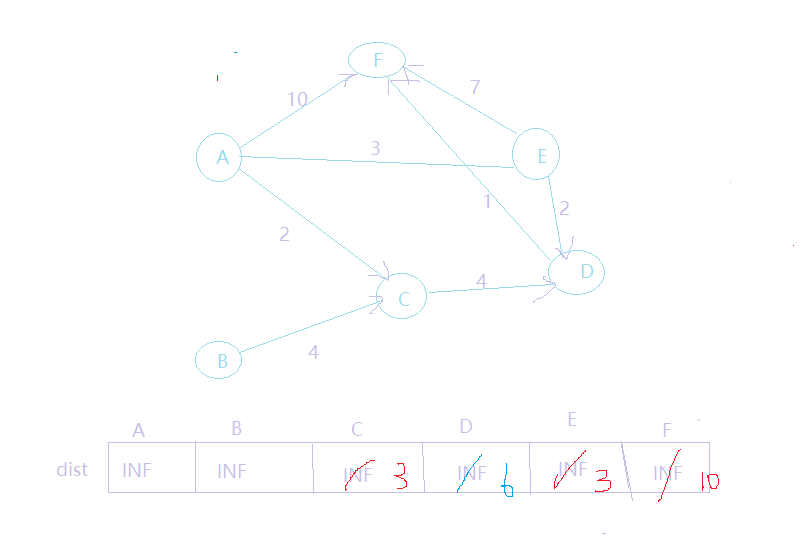 F
10
7
A
3
E
1
2
2
D
4
C
4
B
A B C D E F
dist INF INF INF 3 INF 6 INF 3 INF 10